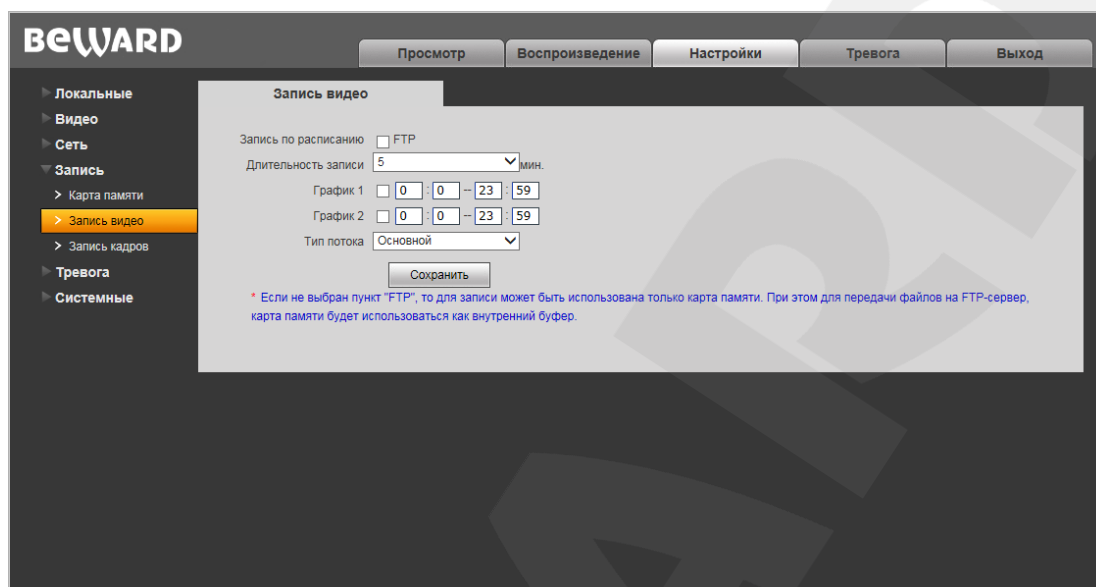 BEWARD
Просмотр Воспроизведение Настройки Тревога Выход
Локальные
Видео
Сеть
Запись
Карта памяти
Запись видео
Запись кадров
Тревога
Системные
Запись видео
Запись по расписанию FTP
Длительность записи 5 мин.
График 1 0 : 0 -- 23 : 59
График 2 0 : 0 -- 23 : 59
Тип потока Основной
Сохранить
* Если не выбран пункт "FTP", то для записи может быть использована только карта памяти. При этом для передачи файлов на FTP-сервер,
карта памяти будет использоваться как внутренний буфер.